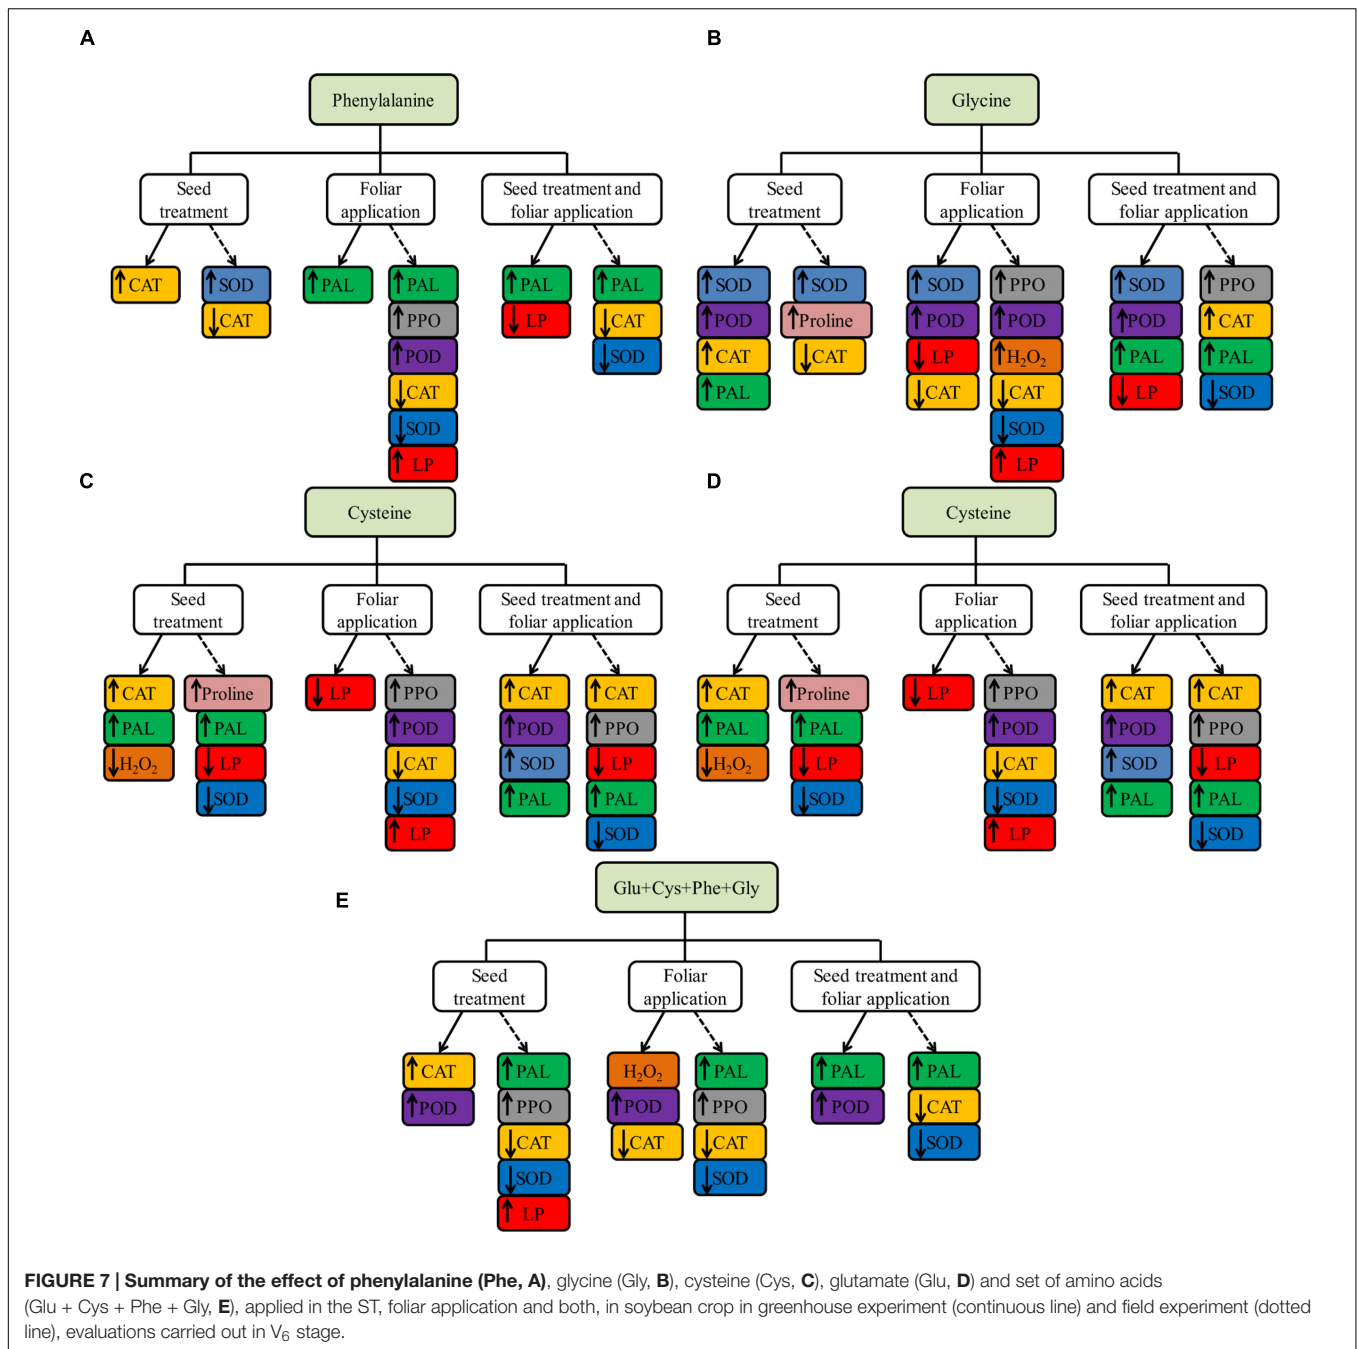 A
Phenylalanine
Seed
treatment
Foliar
application
Seed treatment and
foliar application
↑CAT
↑SOD
↓CAT
↑PAL
↑PAL
↑PPO
↑POD
↓CAT
↓SOD
↑LP
↑PAL
↓LP
↑PAL
↓CAT
↓SOD
B
Glycine
Seed
treatment
Foliar
application
Seed treatment and
foliar application
↑SOD
↑POD
↑CAT
↑PAL
↑SOD
↑Proline
↓CAT
↑SOD
↑POD
↓LP
↓CAT
↑PPO
↑POD
↑H₂O₂
↓CAT
↓SOD
↑LP
↑SOD
↑POD
↑PAL
↓LP
↑PPO
↑CAT
↑PAL
↓SOD
C
Cysteine
Seed
treatment
Foliar
application
Seed treatment and
foliar application
↑CAT
↑PAL
↓H₂O₂
↑Proline
↑PAL
↓LP
↓SOD
↓LP
↑PPO
↑POD
↓CAT
↓SOD
↑LP
↑CAT
↑POD
↑SOD
↑PAL
↑CAT
↑PPO
↓LP
↑PAL
↓SOD
D
Cysteine
Seed
treatment
Foliar
application
Seed treatment and
foliar application
↑CAT
↑PAL
↓H₂O₂
↑Proline
↑PAL
↓LP
↓SOD
↓LP
↑PPO
↑POD
↓CAT
↓SOD
↑LP
↑CAT
↑POD
↑SOD
↑PAL
↑CAT
↑PPO
↓LP
↑PAL
↓SOD
E
Glu+Cys+Phe+Gly
Seed
treatment
Foliar
application
Seed treatment and
foliar application
↑CAT
↑POD
↑PAL
↑PPO
↓CAT
↓SOD
↑LP
H₂O₂
↑POD
↓CAT
↑PAL
↑PPO
↓CAT
↓SOD
↑PAL
↑POD
↑PAL
↓CAT
↓SOD
FIGURE 7 | Summary of the effect of phenylalanine (Phe, A), glycine (Gly, B), cysteine (Cys, C), glutamate (Glu, D) and set of amino acids
(Glu + Cys + Phe + Gly, E), applied in the ST, foliar application and both, in soybean crop in greenhouse experiment (continuous line) and field experiment (dotted
line), evaluations carried out in V₆ stage.